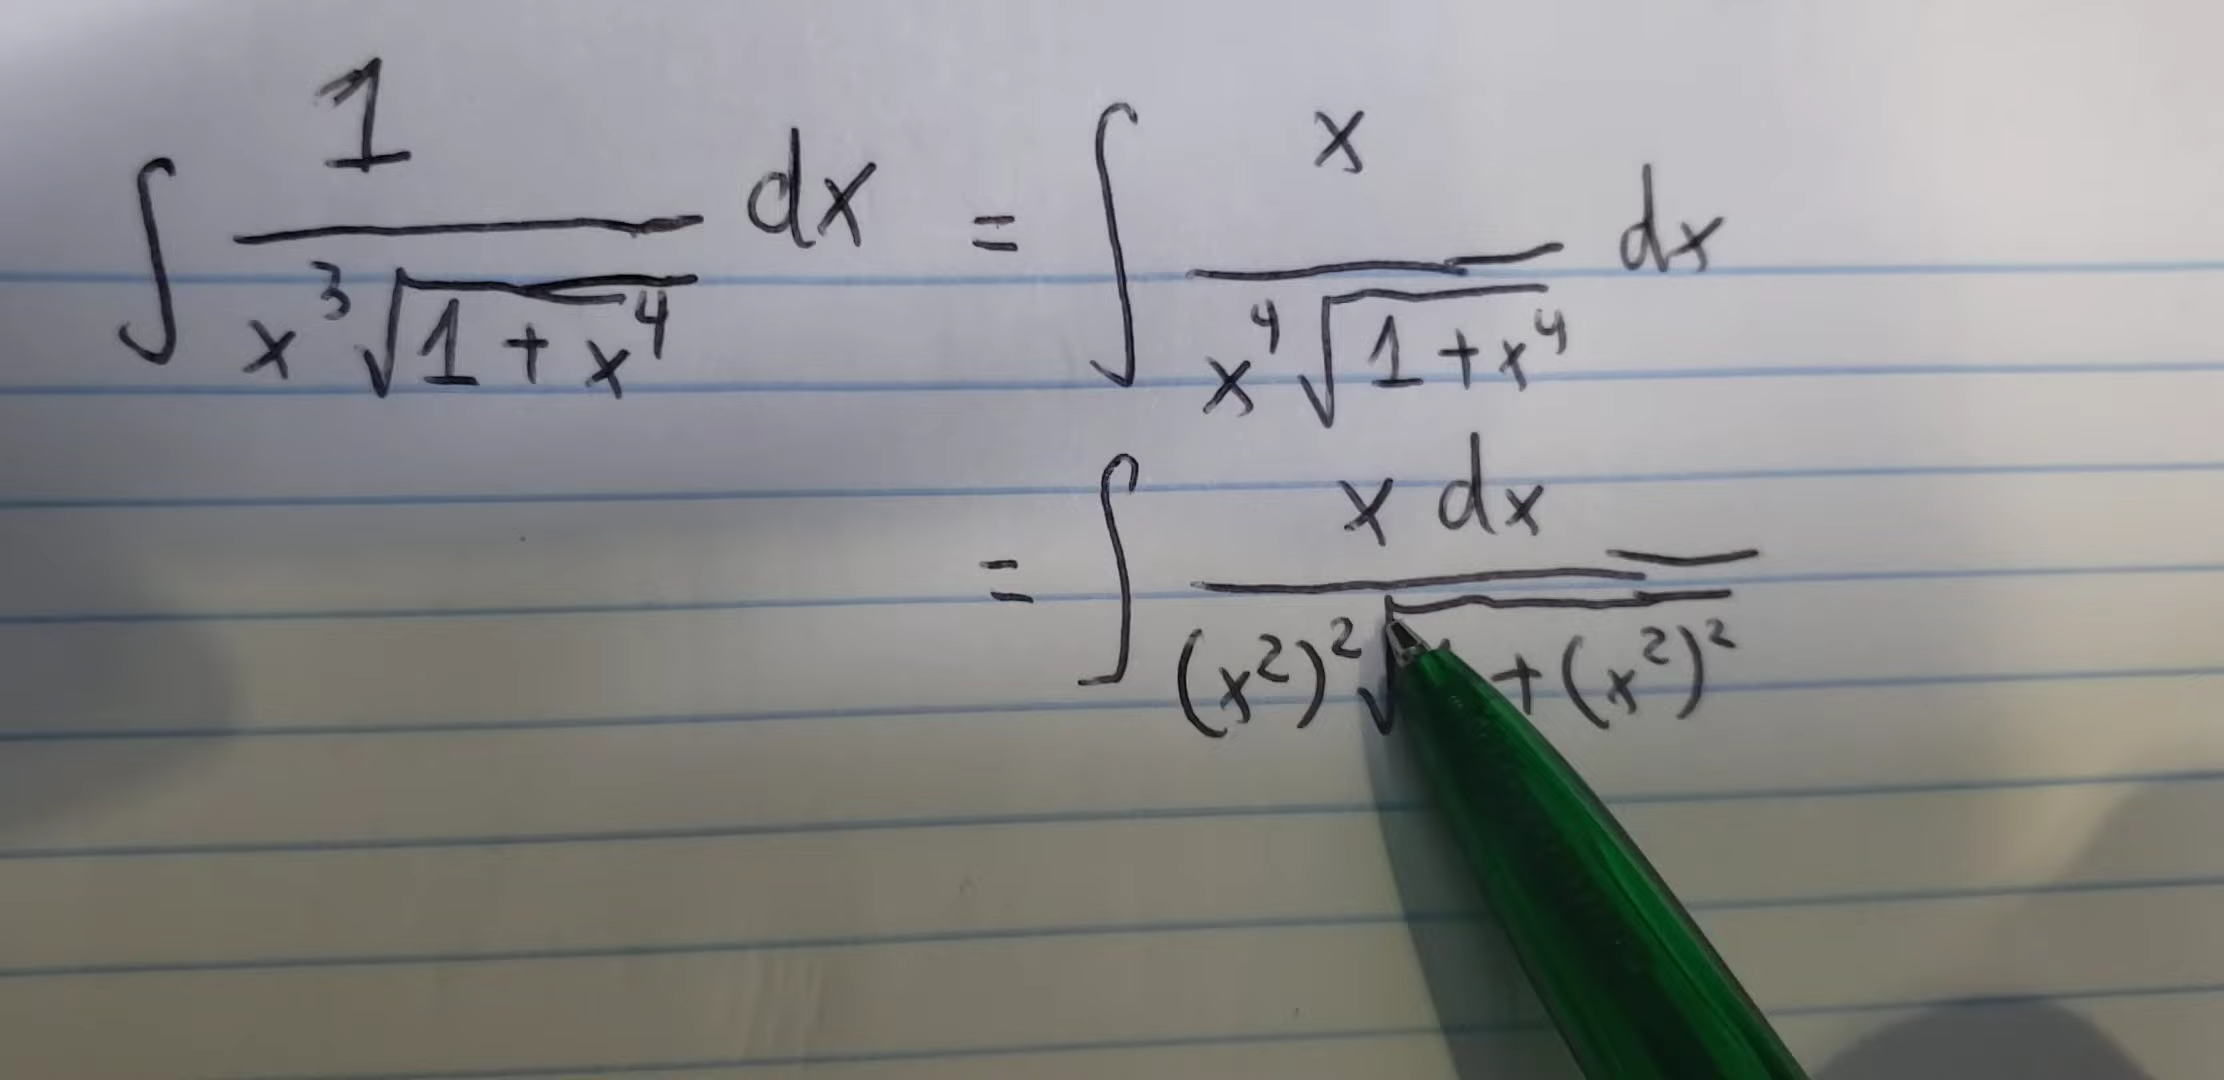 ∫ 1 / (x³√(1 + x⁴)) dx = ∫ x / (x⁴√(1 + x⁴)) dx
= ∫ x dx / ((x²)²√( + (x²)²))